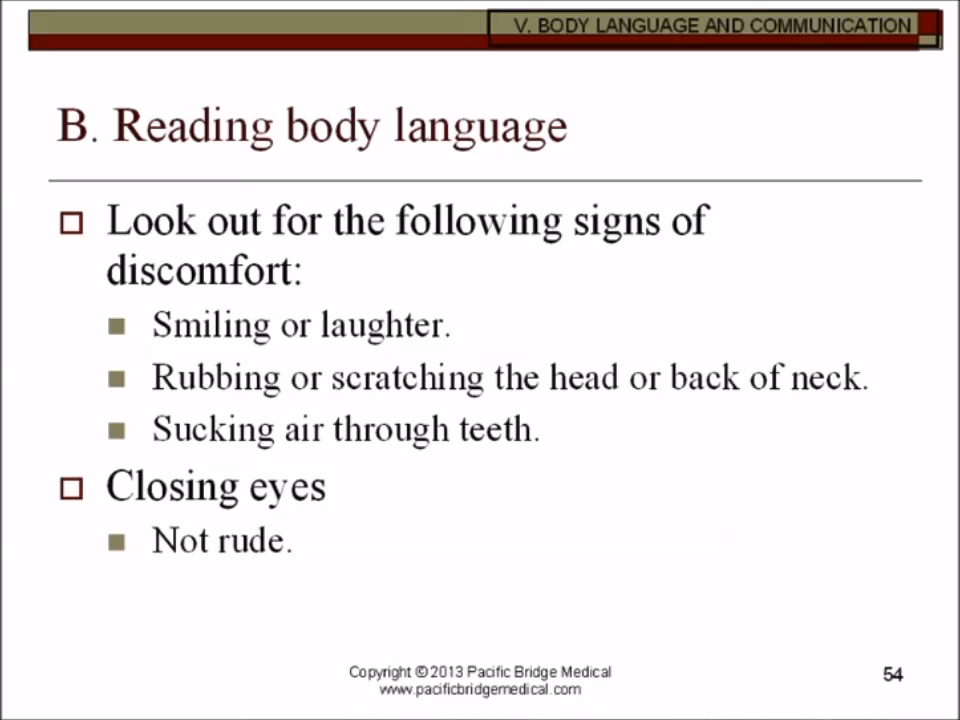 V. BODY LANGUAGE AND COMMUNICATION
B. Reading body language
Look out for the following signs of
discomfort:
Smiling or laughter.
Rubbing or scratching the head or back of neck.
Sucking air through teeth.
Closing eyes
Not rude.
Copyright © 2013 Pacific Bridge Medical
www.pacificbridgemedical.com
54